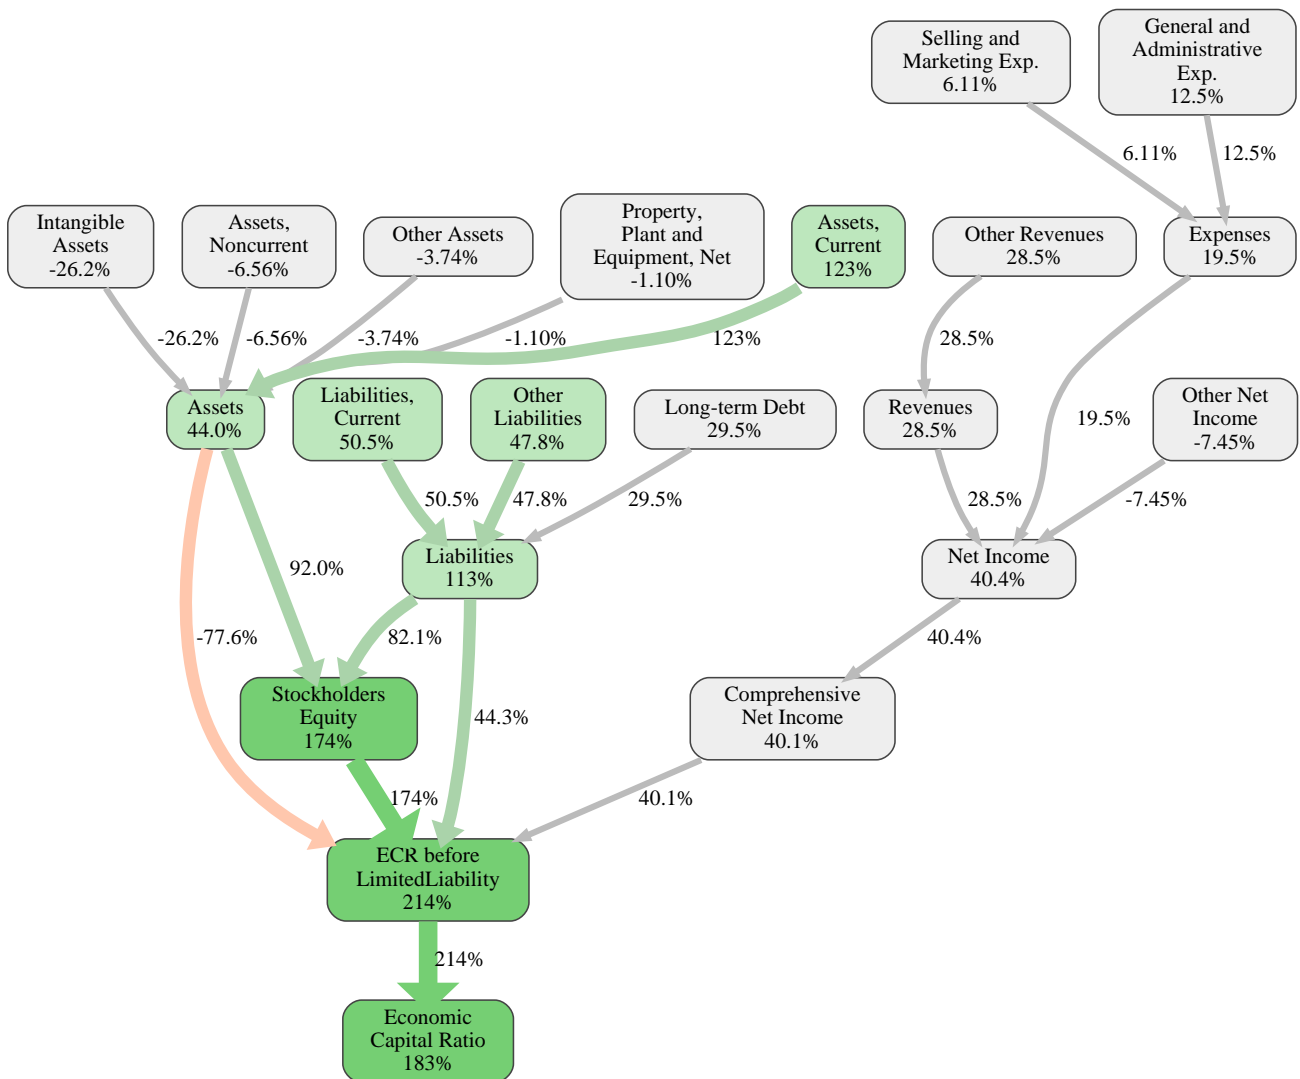 Selling and
Marketing Exp.
6.11%
General and
Administrative
Exp.
12.5%
6.11%
12.5%
Intangible
Assets
-26.2%
Assets,
Noncurrent
-6.56%
Other Assets
-3.74%
Property,
Plant and
Equipment, Net
-1.10%
Assets,
Current
123%
Other Revenues
28.5%
Expenses
19.5%
-26.2%
-6.56%
-3.74%
-1.10%
123%
28.5%
Assets
44.0%
Liabilities,
Current
50.5%
Other
Liabilities
47.8%
Long-term Debt
29.5%
Revenues
28.5%
19.5%
Other Net
Income
-7.45%
50.5%
47.8%
29.5%
28.5%
-7.45%
92.0%
Liabilities
113%
Net Income
40.4%
-77.6%
82.1%
40.4%
Stockholders
Equity
174%
44.3%
Comprehensive
Net Income
40.1%
174%
40.1%
ECR before
LimitedLiability
214%
214%
Economic
Capital Ratio
183%